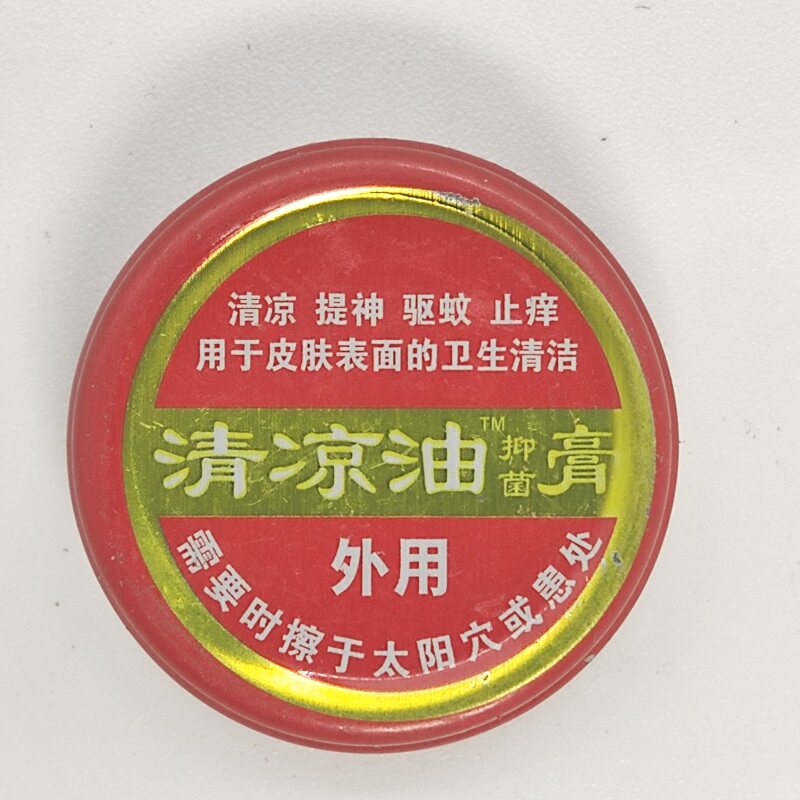 清凉 提神 驱蚊 止痒
用于皮肤表面的卫生清洁
清凉油™抑菌膏
外用
需要时擦于太阳穴或患处